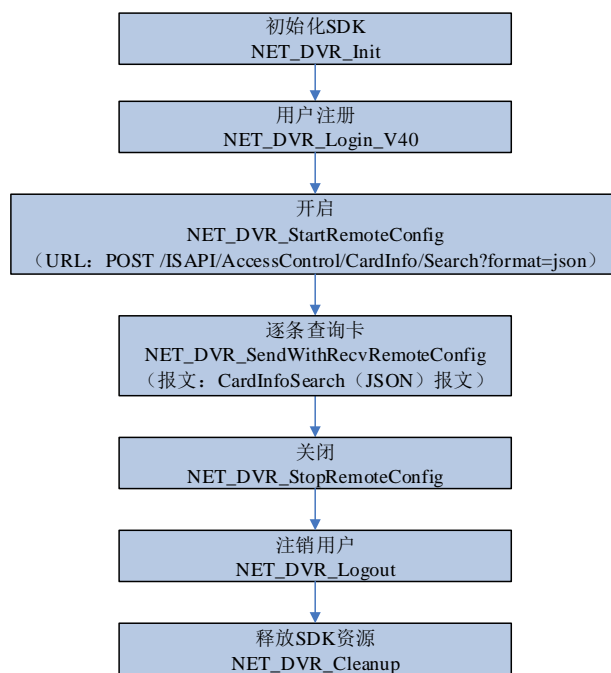 初始化SDK
NET_DVR_Init
用户注册
NET_DVR_Login_V40
开启
NET_DVR_StartRemoteConfig
（URL：POST /ISAPI/AccessControl/CardInfo/Search?format=json）
逐条查询卡
NET_DVR_SendWithRecvRemoteConfig
（报文：CardInfoSearch（JSON）报文）
关闭
NET_DVR_StopRemoteConfig
注销用户
NET_DVR_Logout
释放SDK资源
NET_DVR_Cleanup